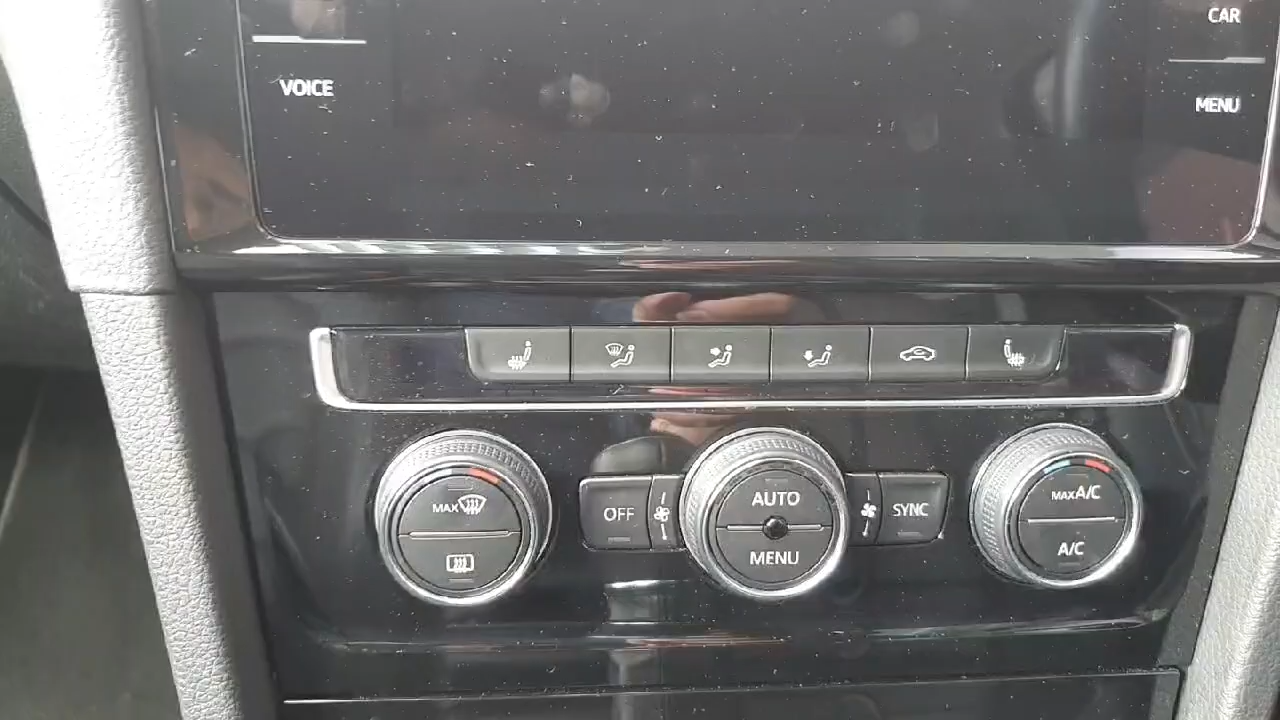 CAR
VOICE
MENU
MAX
OFF
AUTO
MENU
SYNC
MAX A/C
A/C